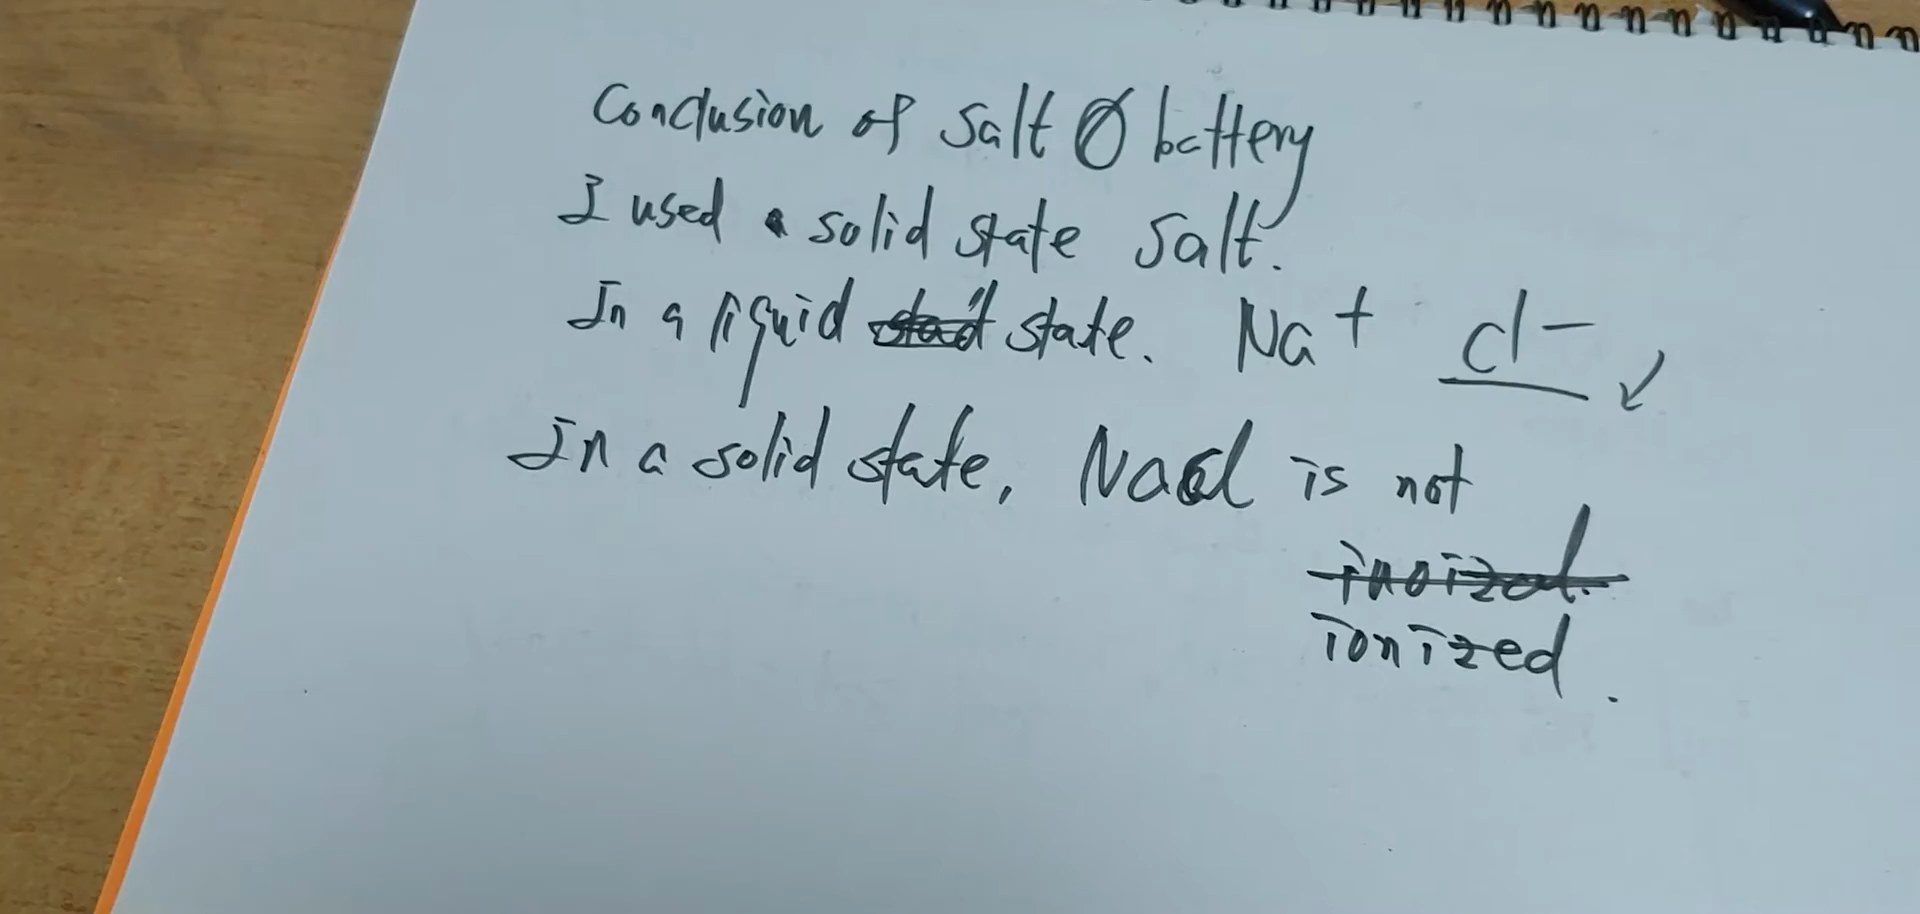 Conclusion of Salt battery
I used a solid state Salt.
In a liquid state. Na+ cl-
In a solid state, Nacl is not
inoized.
ionized.